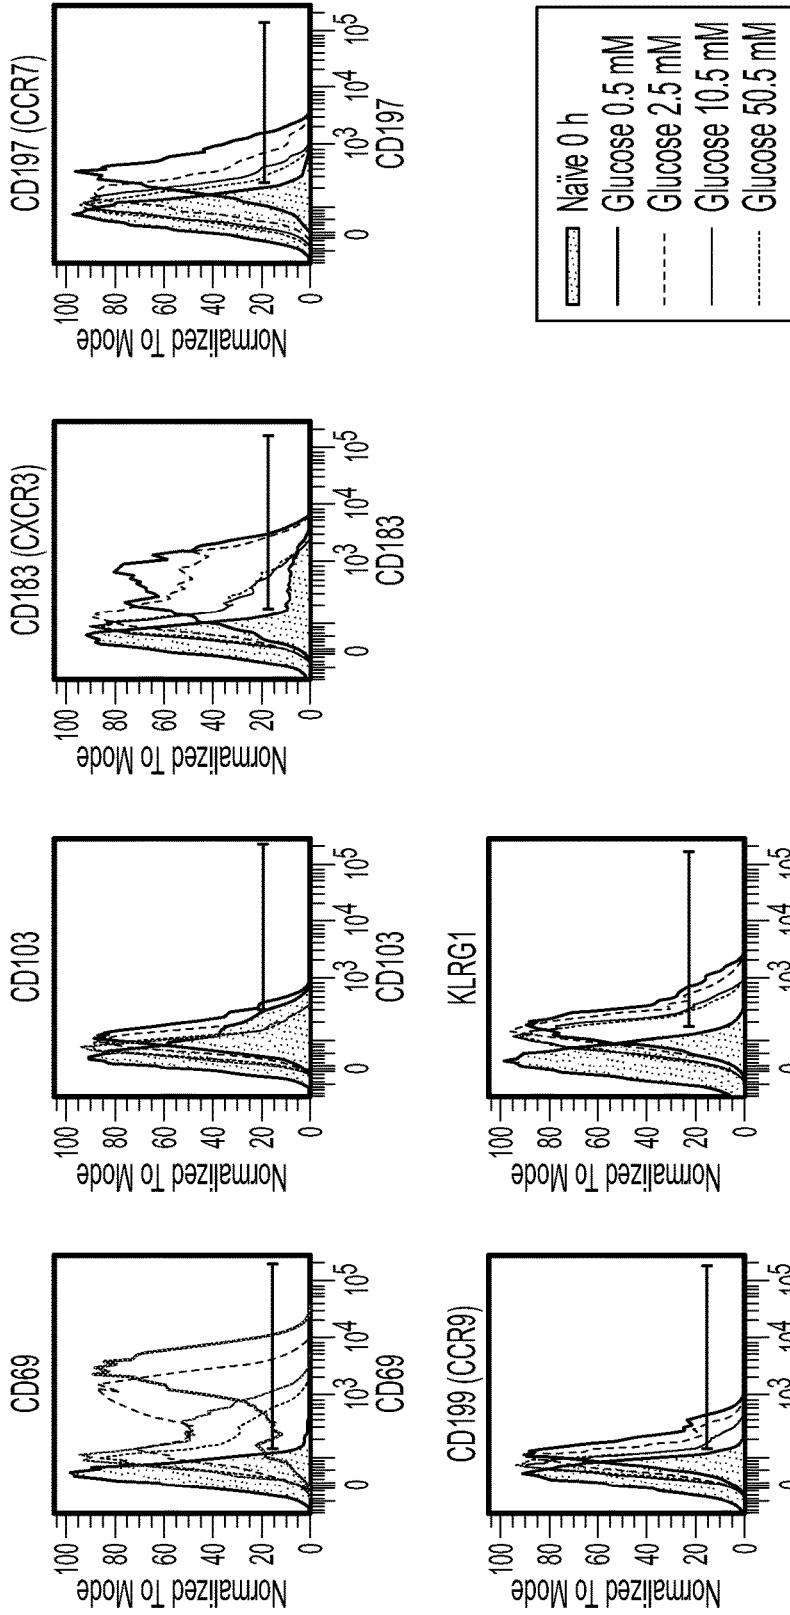 CD69
Normalized To Mode
100
80
60
40
20
0
0
10³
10⁴
10⁵
CD69
CD103
Normalized To Mode
100
80
60
40
20
0
0
10³
10⁴
10⁵
CD103
CD183 (CXCR3)
Normalized To Mode
100
80
60
40
20
0
0
10³
10⁴
10⁵
CD183
CD197 (CCR7)
Normalized To Mode
100
80
60
40
20
0
0
10³
10⁴
10⁵
CD197
CD199 (CCR9)
Normalized To Mode
100
80
60
40
20
0
0
10³
10⁴
10⁵
KLRG1
Normalized To Mode
100
80
60
40
20
0
0
10³
10⁴
10⁵
Naïve 0 h
Glucose 0.5 mM
Glucose 2.5 mM
Glucose 10.5 mM
Glucose 50.5 mM